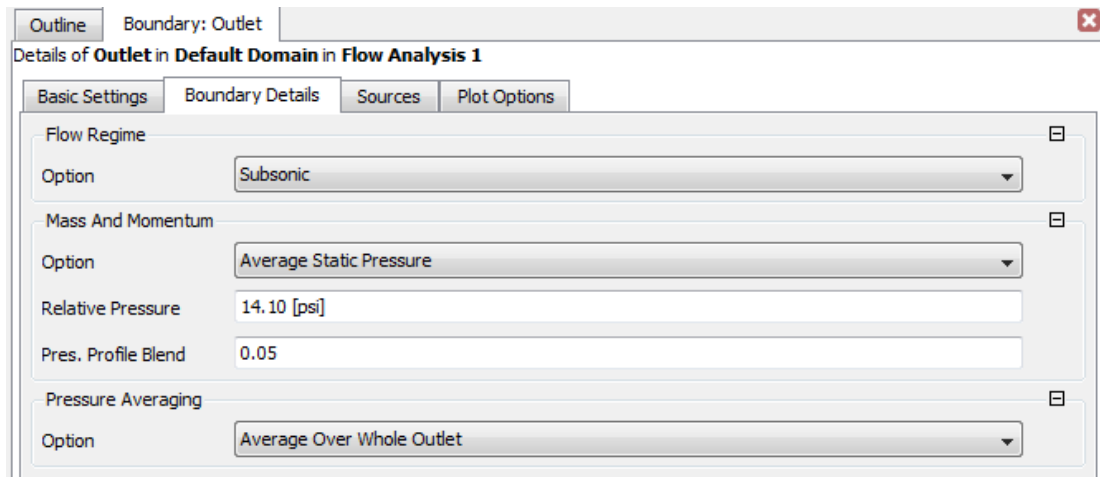 Outline Boundary: Outlet
Details of Outlet in Default Domain in Flow Analysis 1
Basic Settings Boundary Details Sources Plot Options
Flow Regime
Option Subsonic
Mass And Momentum
Option Average Static Pressure
Relative Pressure 14.10 [psi]
Pres. Profile Blend 0.05
Pressure Averaging
Option Average Over Whole Outlet